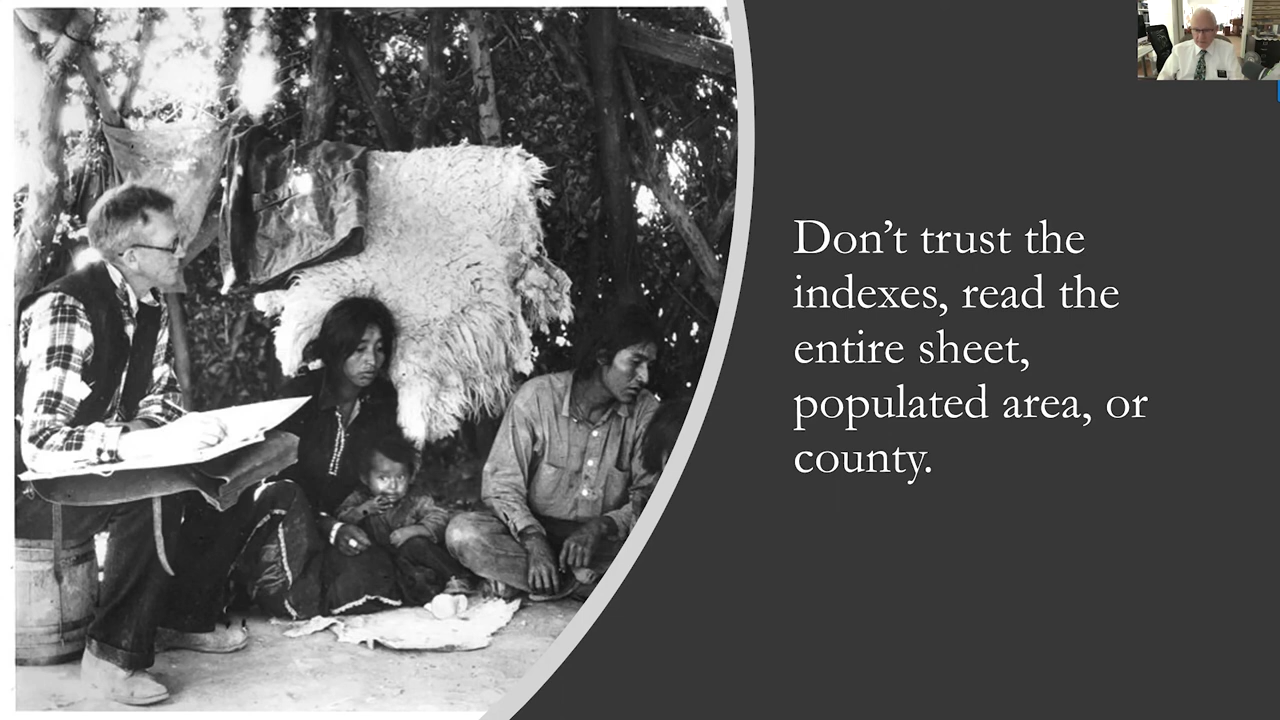 Don’t trust the
indexes, read the
entire sheet,
populated area, or
county.